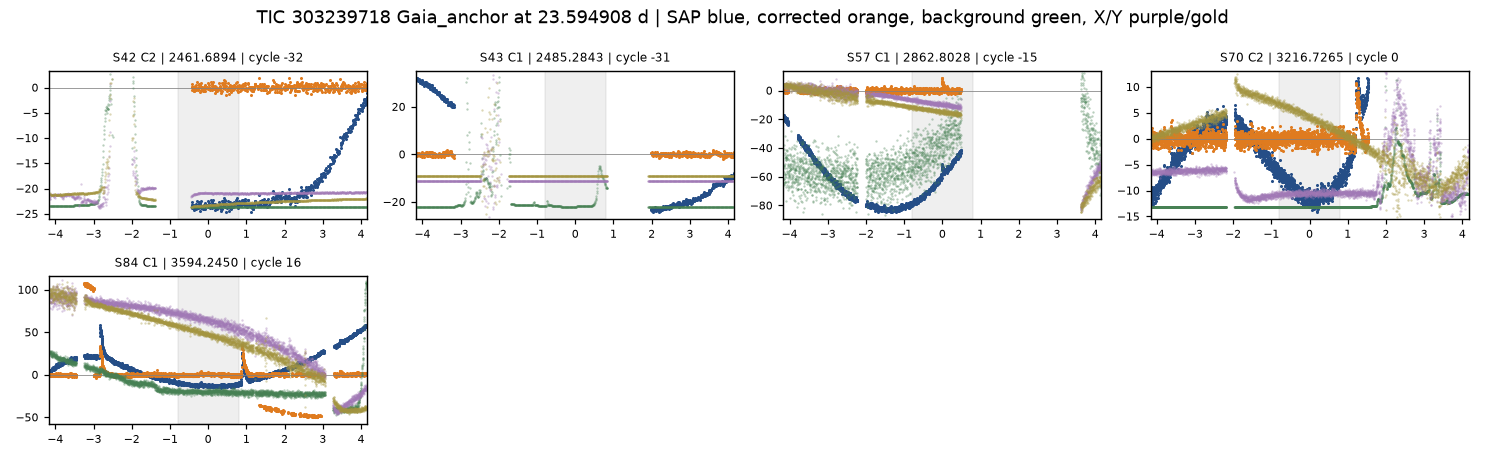 TIC 303239718 Gaia_anchor at 23.594908 d | SAP blue, corrected orange, background green, X/Y purple/gold
S42 C2 | 2461.6894 | cycle -32
0
−5
−10
−15
−20
−25
−4 −3 −2 −1 0 1 2 3 4
S43 C1 | 2485.2843 | cycle -31
20
0
−20
−4 −3 −2 −1 0 1 2 3 4
S57 C1 | 2862.8028 | cycle -15
0
−20
−40
−60
−80
−4 −3 −2 −1 0 1 2 3 4
S70 C2 | 3216.7265 | cycle 0
10
5
0
−5
−10
−15
−4 −3 −2 −1 0 1 2 3 4
S84 C1 | 3594.2450 | cycle 16
100
50
0
−50
−4 −3 −2 −1 0 1 2 3 4